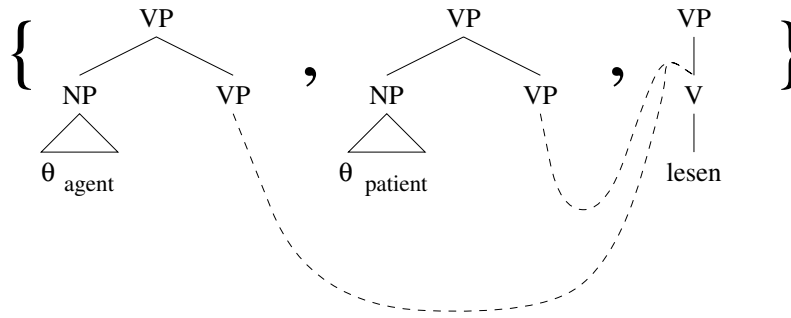 { VP , VP , VP }
NP VP NP VP V
θ agent θ patient lesen